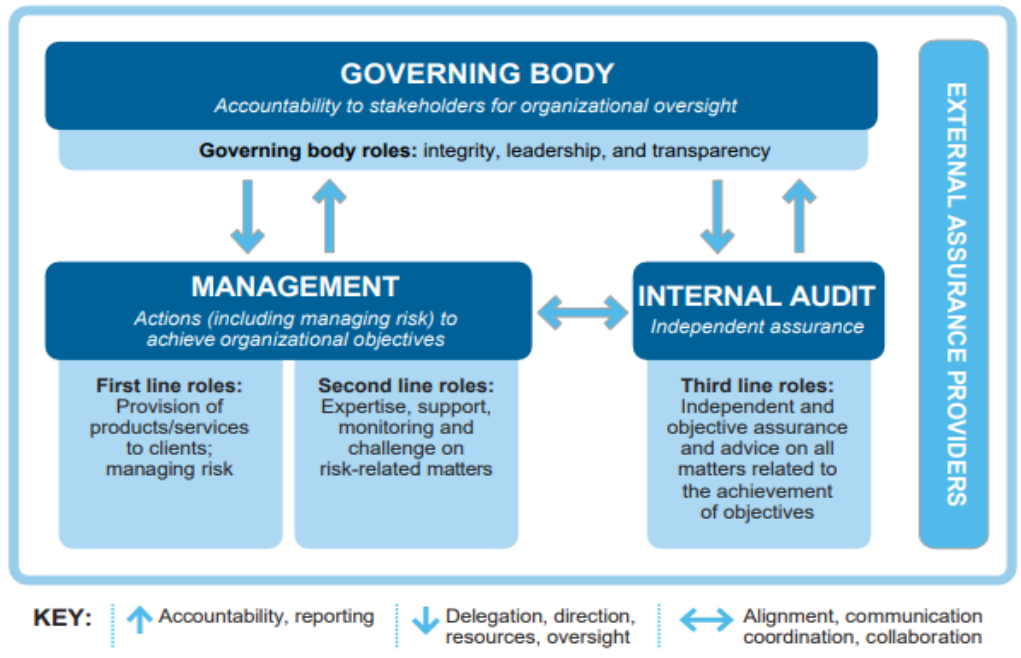 GOVERNING BODY
Accountability to stakeholders for organizational oversight
Governing body roles: integrity, leadership, and transparency
MANAGEMENT
Actions (including managing risk) to
achieve organizational objectives
First line roles:
Provision of
products/services
to clients;
managing risk
Second line roles:
Expertise, support,
monitoring and
challenge on
risk-related matters
INTERNAL AUDIT
Independent assurance
Third line roles:
Independent and
objective assurance
and advice on all
matters related to
the achievement
of objectives
EXTERNAL ASSURANCE PROVIDERS
KEY:
Accountability, reporting
Delegation, direction,
resources, oversight
Alignment, communication
coordination, collaboration